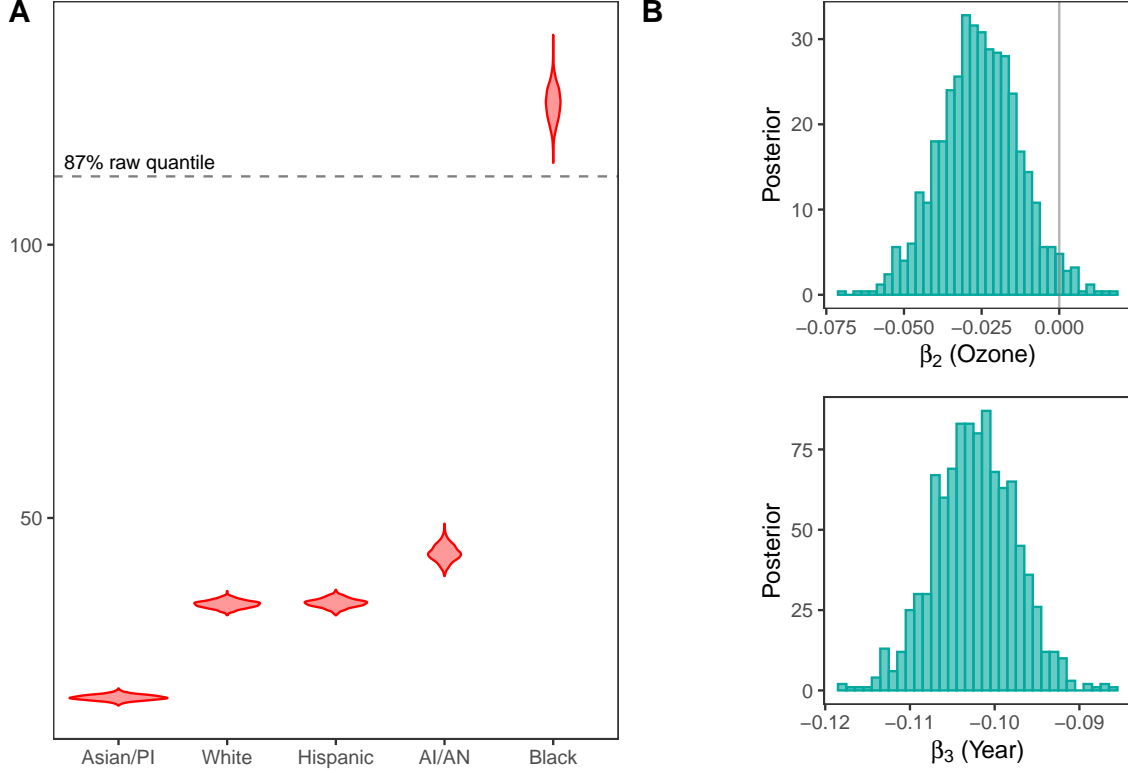 A
87% raw quantile
100
50
Asian/PI White Hispanic AI/AN Black
B
Posterior
30
20
10
0
−0.075 −0.050 −0.025 0.000
β2 (Ozone)
Posterior
75
50
25
0
−0.12 −0.11 −0.10 −0.09
β3 (Year)